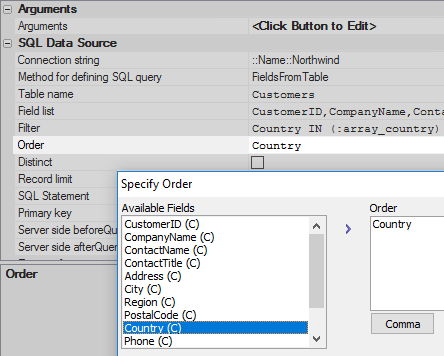 Arguments
Arguments <Click Button to Edit>
SQL Data Source
Connection string ::Name::Northwind
Method for defining SQL query FieldsFromTable
Table name Customers
Field list CustomerID,CompanyName,Conta
Filter Country IN (:array_country)
Order Country
Distinct
Record limit
SQL Statement
Primary key
Server side beforeQu
Server side afterQue
Order
Specify Order
Available Fields
CustomerID (C)
CompanyName (C)
ContactName (C)
ContactTitle (C)
Address (C)
City (C)
Region (C)
PostalCode (C)
Country (C)
Phone (C)
Order
Country
Comma